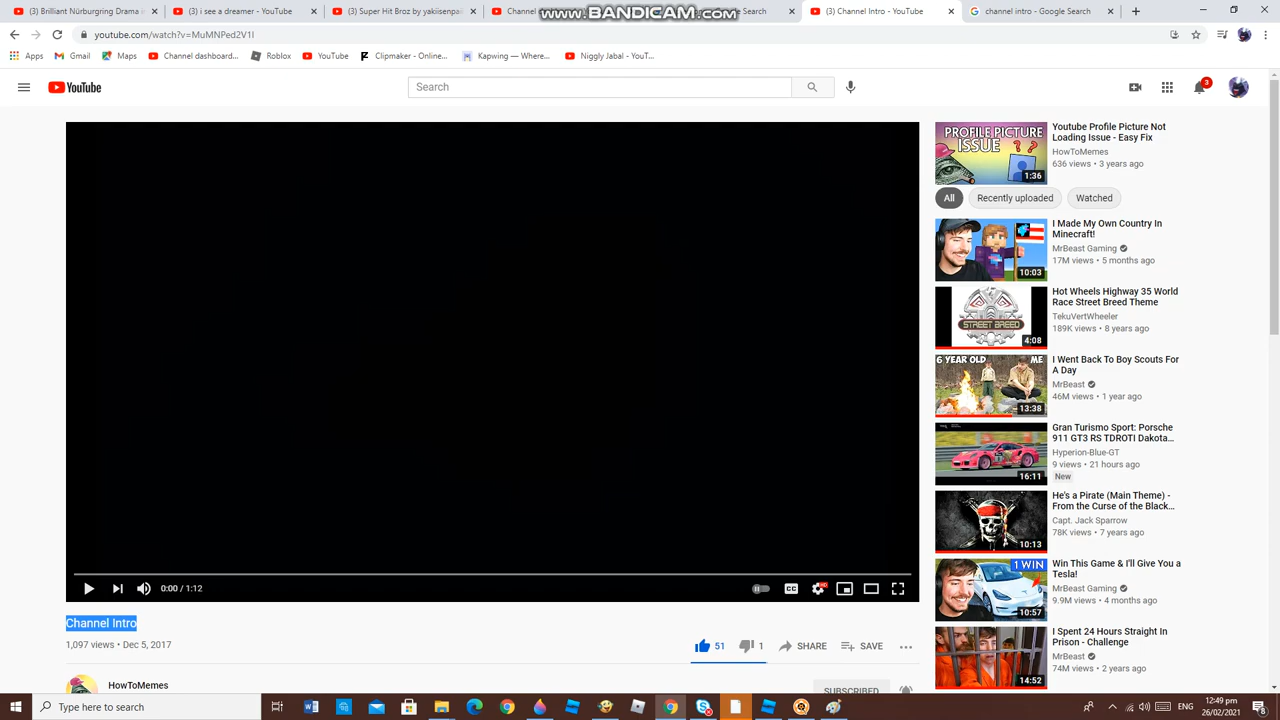 (3) Brilliant Nürburgring Drama b
(3) i see a dreamer - YouTube
(3) Super Hit Broz by yakisae
Channel
Search
(3) Channel Intro - YouTube
channel intro - Google Search
WWW.BANDICAM.COM
youtube.com/watch?v=MuMNPed2V1I
Apps
Gmail
Maps
Channel dashboard...
Roblox
YouTube
Clipmaker - Online...
Kapwing — Where...
Niggly Jabal - YouT...
YouTube
Search
3
PROFILE PICTURE
ISSUE
? ?
1:36
Youtube Profile Picture Not
Loading Issue - Easy Fix
HowToMemes
636 views • 3 years ago
All
Recently uploaded
Watched
10:03
I Made My Own Country In
Minecraft!
MrBeast Gaming
17M views • 5 months ago
STREET BREED
4:08
Hot Wheels Highway 35 World
Race Street Breed Theme
TekuVertWheeler
189K views • 8 years ago
6 YEAR OLD
ME
13:38
I Went Back To Boy Scouts For
A Day
MrBeast
46M views • 1 year ago
16:11
Gran Turismo Sport: Porsche
911 GT3 RS TDROTI Dakota...
Hyperion-Blue-GT
9 views • 21 hours ago
New
10:13
He's a Pirate (Main Theme) -
From the Curse of the Black...
Capt. Jack Sparrow
78K views • 7 years ago
1 WIN
10:57
Win This Game & I'll Give You a
Tesla!
MrBeast Gaming
9.9M views • 4 months ago
14:52
I Spent 24 Hours Straight In
Prison - Challenge
MrBeast
74M views • 2 years ago
0:00 / 1:12
CC
HD
Channel Intro
1,097 views • Dec 5, 2017
51
1
SHARE
SAVE
HowToMemes
SUBSCRIBED
Type here to search
ENG
12:49 pm
26/02/2021
8